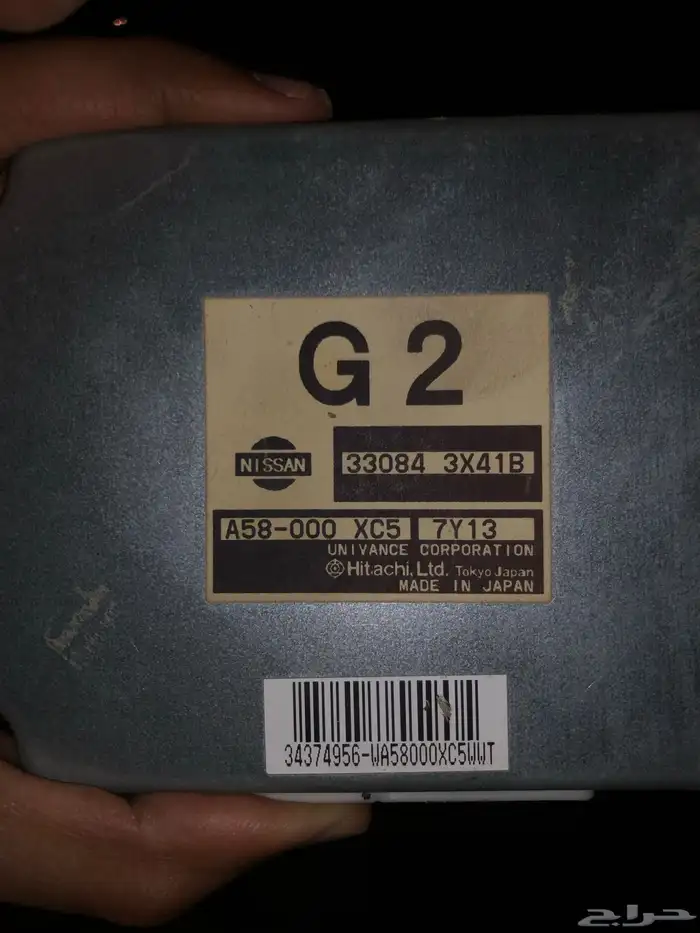 G 2
NISSAN
33084 3X41B
A58-000 XC5 7Y13
UNIVANCE CORPORATION
Hitachi, Ltd. Tokyo Japan
MADE IN JAPAN
34374956-WA58000XC5WWT
حراج